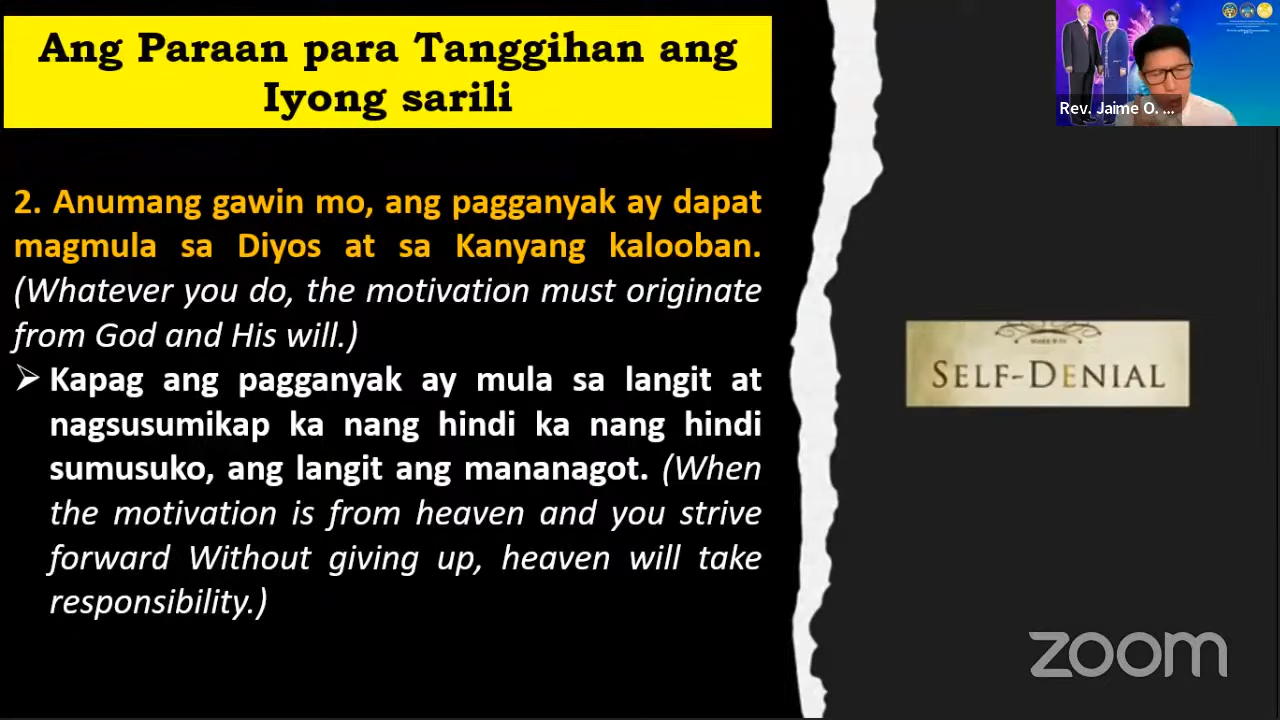 Ang Paraan para Tanggihan ang
Iyong sarili
2. Anumang gawin mo, ang pagganyak ay dapat
magmula sa Diyos at sa Kanyang kalooban.
(Whatever you do, the motivation must originate
from God and His will.)
➢ Kapag ang pagganyak ay mula sa langit at
nagsusumikap ka nang hindi ka nang hindi
sumusuko, ang langit ang mananagot. (When
the motivation is from heaven and you strive
forward Without giving up, heaven will take
responsibility.)
Rev. Jaime O. ...
SELF-DENIAL
zoom